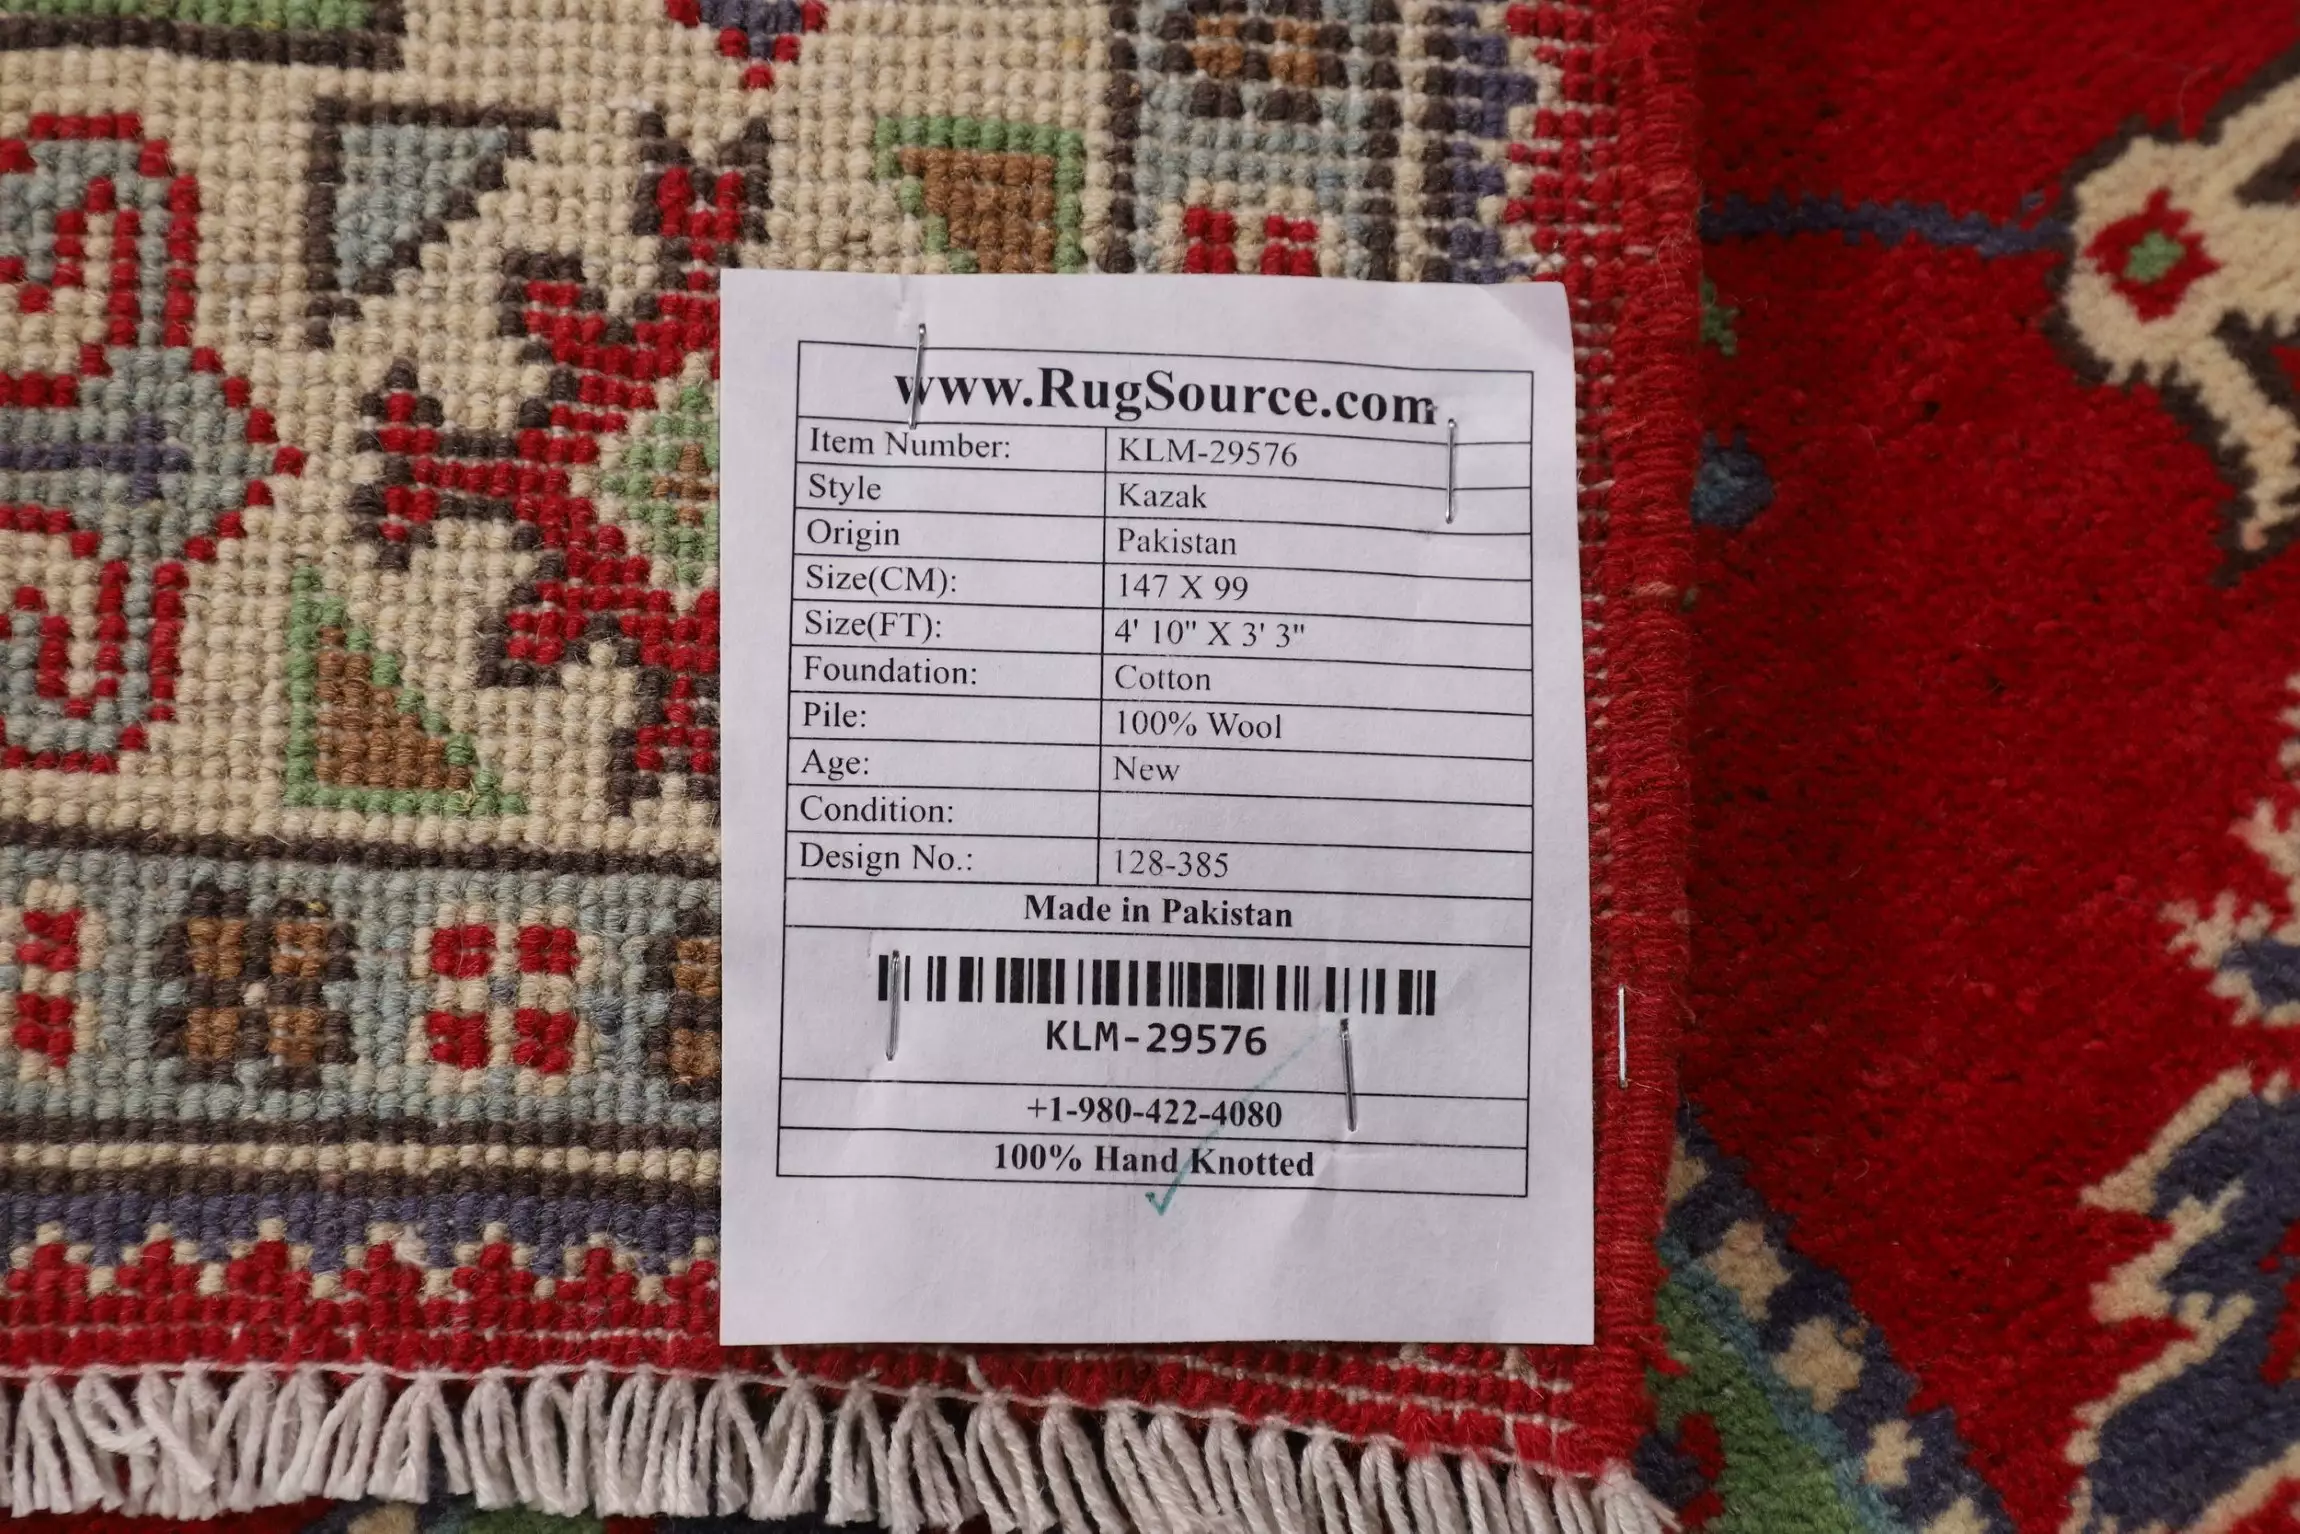 www.RugSource.com
Item Number: KLM-29576
Style Kazak
Origin Pakistan
Size(CM): 147 X 99
Size(FT): 4' 10" X 3' 3"
Foundation: Cotton
Pile: 100% Wool
Age: New
Condition:
Design No.: 128-385
Made in Pakistan
KLM-29576
+1-980-422-4080
100% Hand Knotted